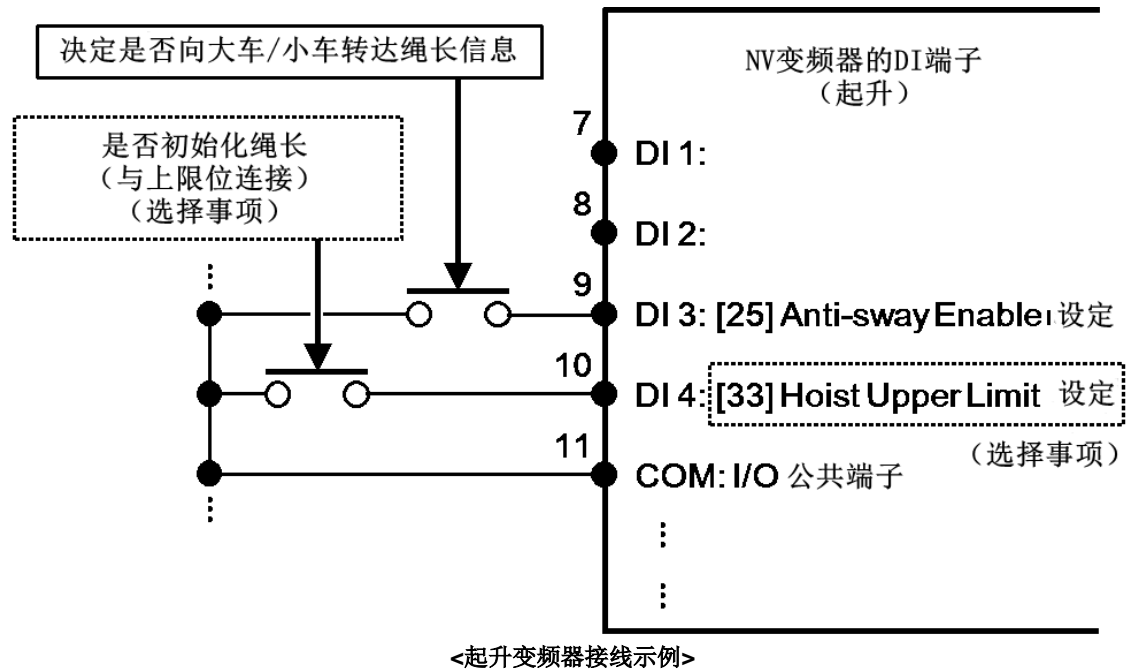 决定是否向大车/小车转达绳长信息
NV变频器的DI端子
（起升）
是否初始化绳长
（与上限位连接）
（选择事项）
7
DI 1:
8
DI 2:
9
DI 3: [25] Anti-sway Enable 设定
10
DI 4: [33] Hoist Upper Limit 设定
（选择事项）
11
COM: I/O 公共端子
<起升变频器接线示例>